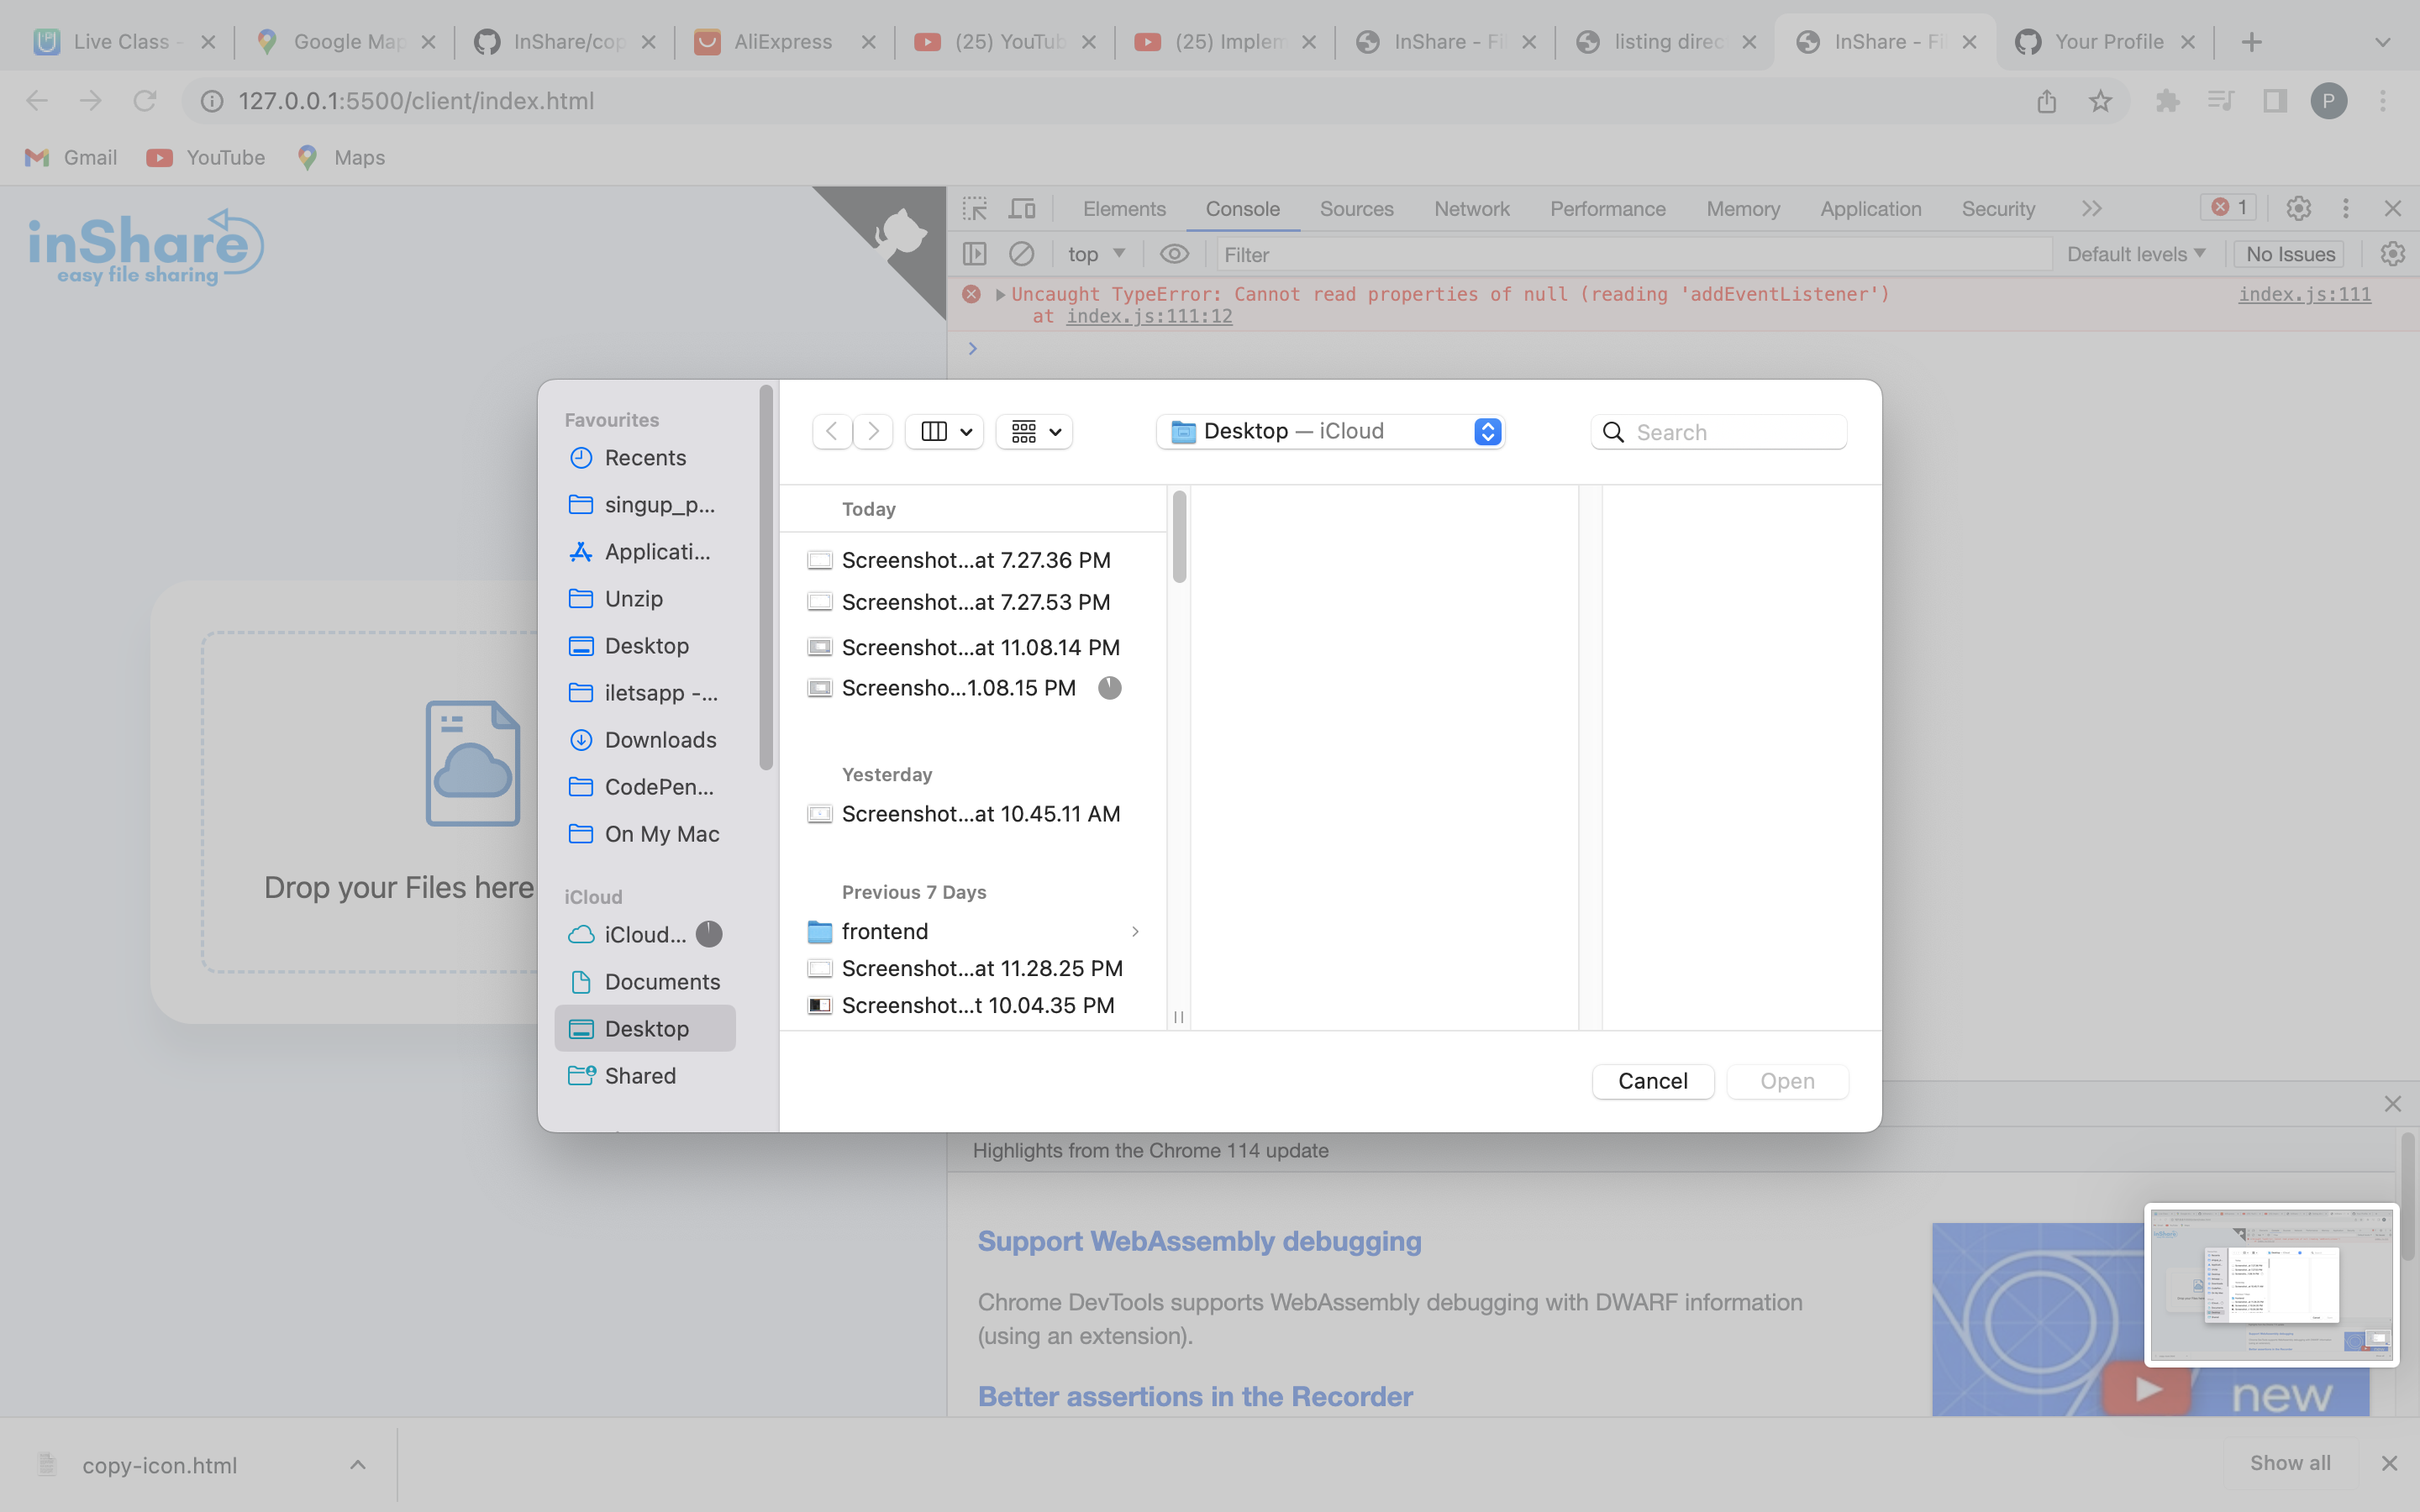 Live Class -
Google Map
InShare/cop
AliExpress
(25) YouTub
(25) Implem
InShare - Fi
listing direc
InShare - Fi
Your Profile
127.0.0.1:5500/client/index.html
P
Gmail
YouTube
Maps
inShare
easy file sharing
Elements
Console
Sources
Network
Performance
Memory
Application
Security
1
top
Filter
Default levels
No Issues
Uncaught TypeError: Cannot read properties of null (reading 'addEventListener')
index.js:111
at index.js:111:12
Favourites
Recents
singup_p...
Applicati...
Unzip
Desktop
iletsapp -...
Downloads
CodePen...
On My Mac
iCloud
iCloud...
Documents
Desktop
Shared
Desktop — iCloud
Search
Today
Screenshot...at 7.27.36 PM
Screenshot...at 7.27.53 PM
Screenshot...at 11.08.14 PM
Screensho...1.08.15 PM
Yesterday
Screenshot...at 10.45.11 AM
Previous 7 Days
frontend
Screenshot...at 11.28.25 PM
Screenshot...t 10.04.35 PM
Cancel
Open
Drop your Files here
Highlights from the Chrome 114 update
Support WebAssembly debugging
Chrome DevTools supports WebAssembly debugging with DWARF information
(using an extension).
Better assertions in the Recorder
new
copy-icon.html
Show all